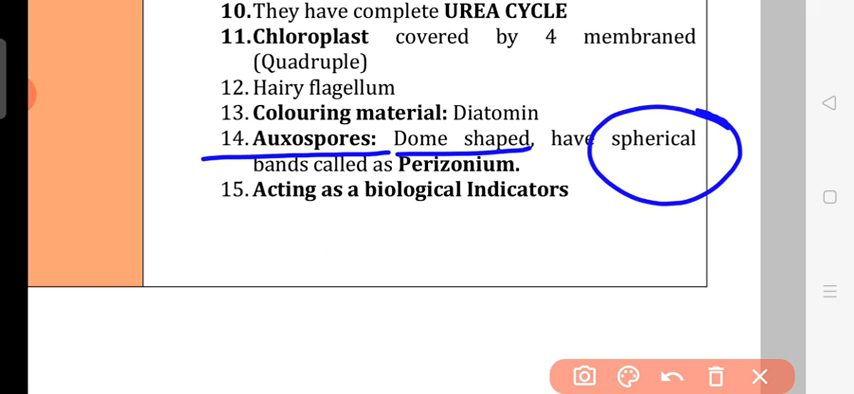 10. They have complete UREA CYCLE
11. Chloroplast covered by 4 membraned
(Quadruple)
12. Hairy flagellum
13. Colouring material: Diatomin
14. Auxospores: Dome shaped, have spherical
bands called as Perizonium.
15. Acting as a biological Indicators